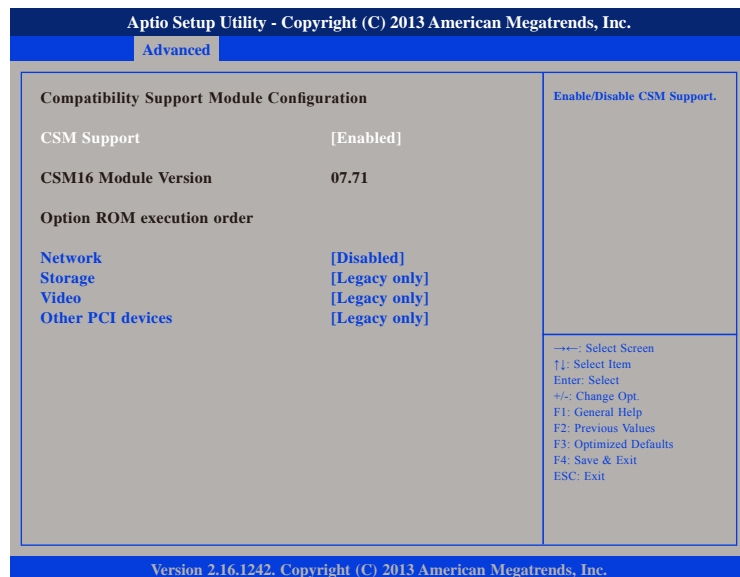 Aptio Setup Utility - Copyright (C) 2013 American Megatrends, Inc.
Advanced
Compatibility Support Module Configuration
CSM Support [Enabled]
CSM16 Module Version 07.71
Option ROM execution order
Network [Disabled]
Storage [Legacy only]
Video [Legacy only]
Other PCI devices [Legacy only]
Enable/Disable CSM Support.
→←: Select Screen
↑↓: Select Item
Enter: Select
+/-: Change Opt.
F1: General Help
F2: Previous Values
F3: Optimized Defaults
F4: Save & Exit
ESC: Exit
Version 2.16.1242. Copyright (C) 2013 American Megatrends, Inc.